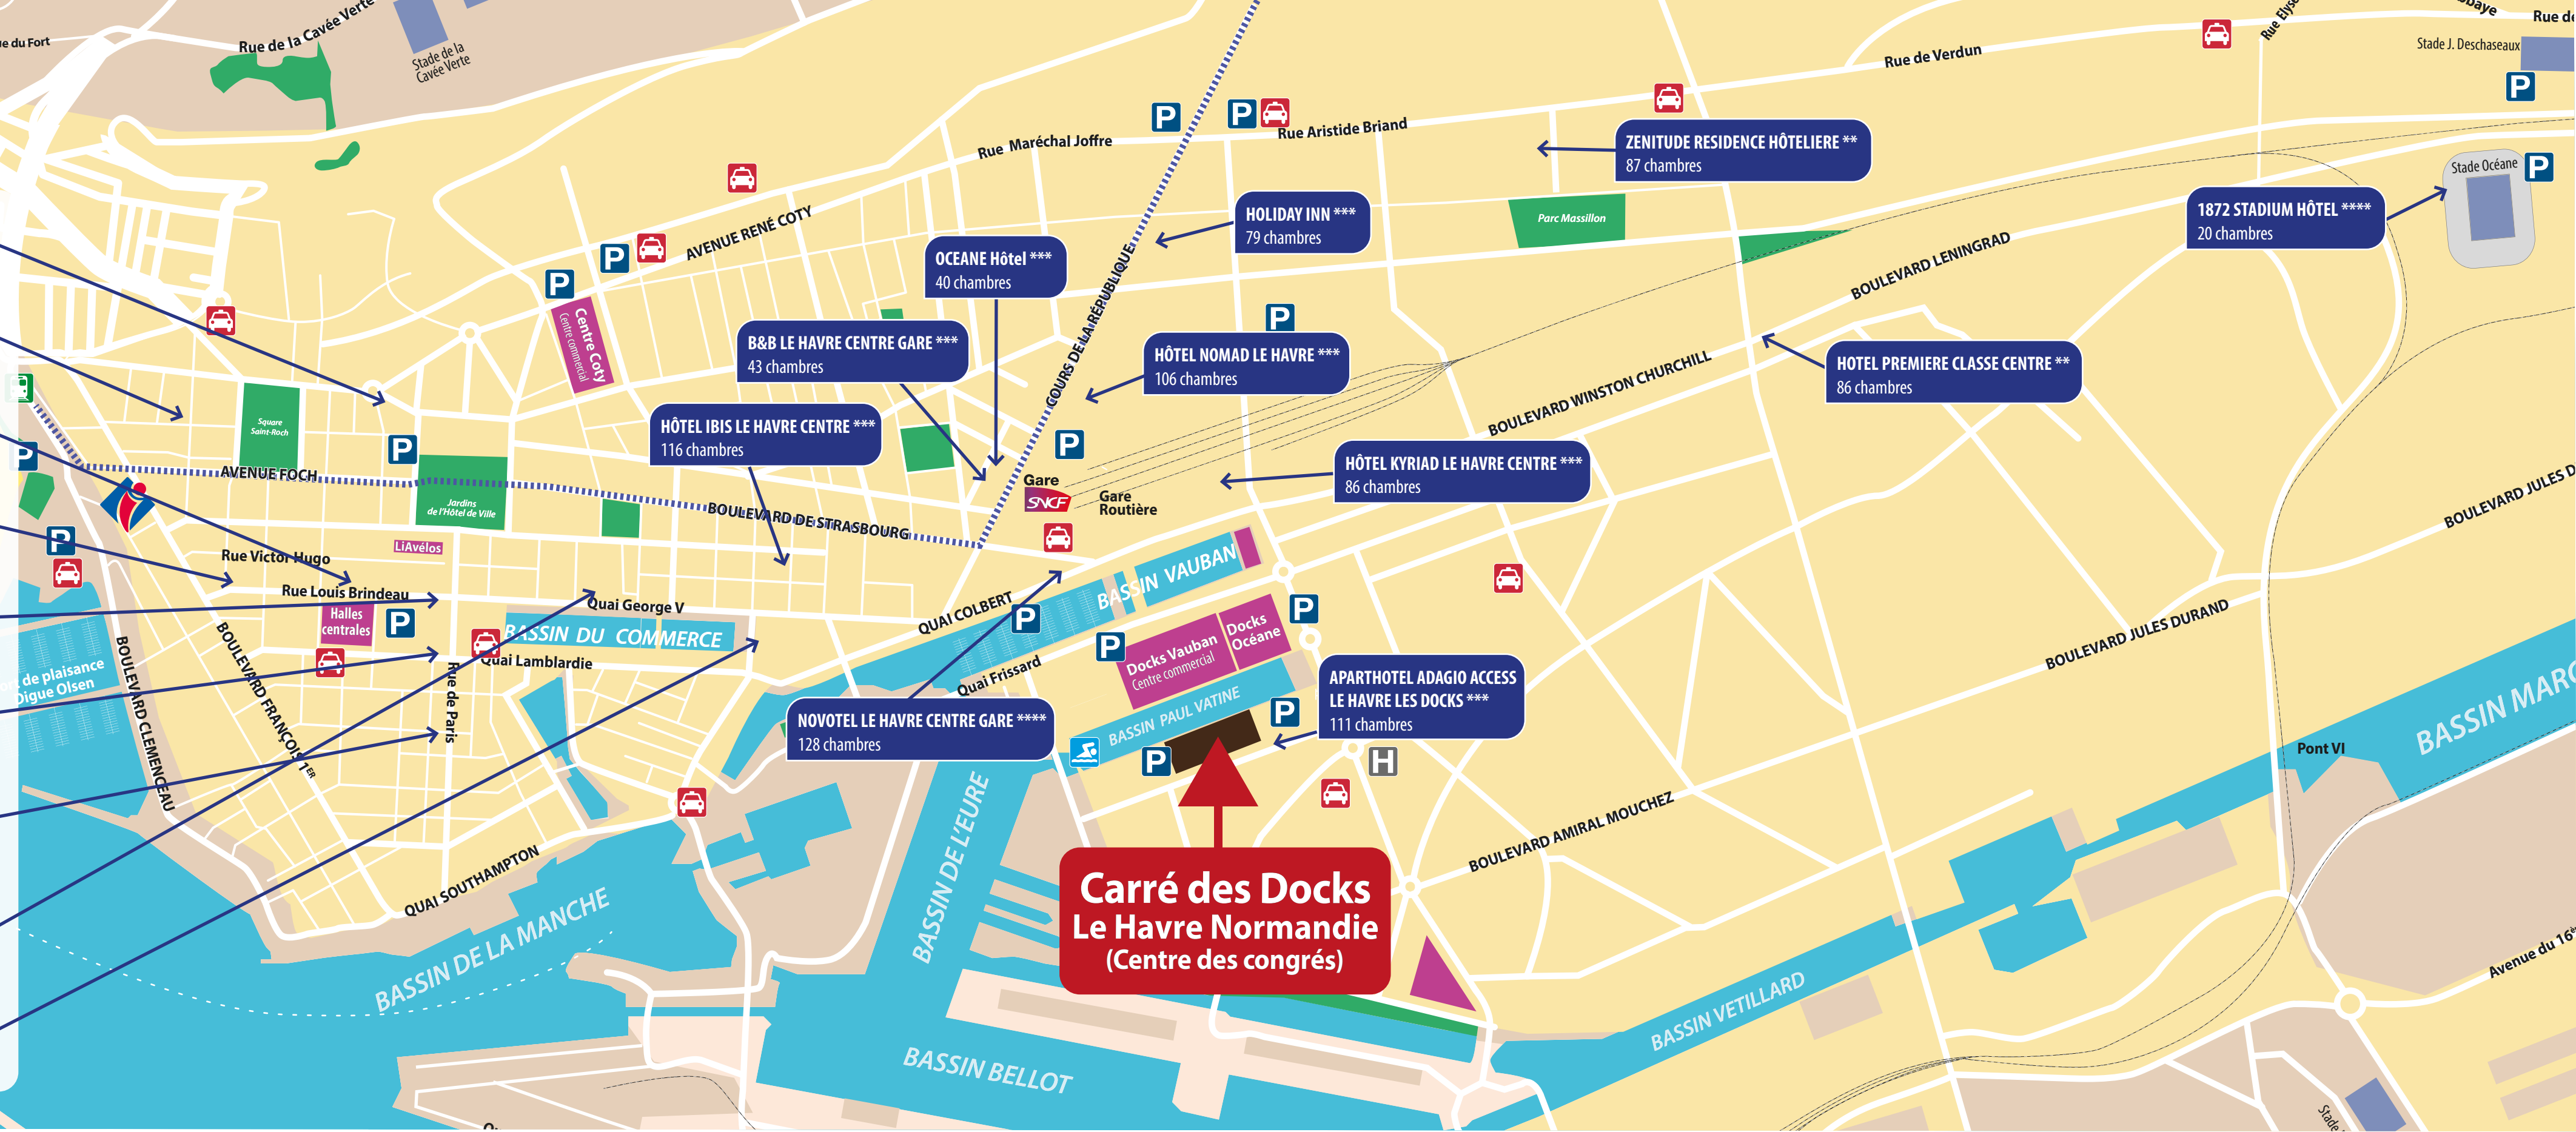 ue du Fort
Rue de la Cavée Verte
Stade de la
Cavée Verte
Rue de Verdun
Stade J. Deschaseaux
P
Rue Maréchal Joffre
P
P
Rue Aristide Briand
ZENITUDE RESIDENCE HÔTELIERE **
87 chambres
Stade Océane
P
1872 STADIUM HÔTEL ****
20 chambres
HOLIDAY INN ***
79 chambres
Parc Massillon
AVENUE RENÉ COTY
P
P
OCEANE Hôtel ***
40 chambres
COURS DE LA RÉPUBLIQUE
BOULEVARD LENINGRAD
Centre Coty
Centre commercial
B&B LE HAVRE CENTRE GARE ***
43 chambres
P
HÔTEL NOMAD LE HAVRE ***
106 chambres
HOTEL PREMIERE CLASSE CENTRE **
86 chambres
BOULEVARD WINSTON CHURCHILL
HÔTEL IBIS LE HAVRE CENTRE ***
116 chambres
Square
Saint-Roch
P
P
P
AVENUE FOCH
Jardins
de l'Hôtel de Ville
HÔTEL KYRIAD LE HAVRE CENTRE ***
86 chambres
Gare
SNCF
Gare
Routière
BOULEVARD DE STRASBOURG
BOULEVARD JULES D
P
LiAvélos
Rue Victor Hugo
Rue Louis Brindeau
Halles
centrales
P
Quai George V
BASSIN DU COMMERCE
Quai Lamblardie
QUAI COLBERT
BASSIN VAUBAN
P
P
P
Docks Vauban
Centre commercial
Docks
Océane
Quai Frissard
BOULEVARD JULES DURAND
BOULEVARD CLEMENCEAU
BOULEVARD FRANÇOIS 1ER
Rue de Paris
de plaisance
Digue Olsen
NOVOTEL LE HAVRE CENTRE GARE ****
128 chambres
BASSIN PAUL VATINE
P
P
APARTHOTEL ADAGIO ACCESS
LE HAVRE LES DOCKS ***
111 chambres
H
Pont VI
BASSIN MARC
BASSIN DE L'EURE
BOULEVARD AMIRAL MOUCHEZ
QUAI SOUTHAMPTON
Carré des Docks
Le Havre Normandie
(Centre des congrés)
BASSIN DE LA MANCHE
Avenue du 16è
BASSIN VETILLARD
BASSIN BELLOT
Stade